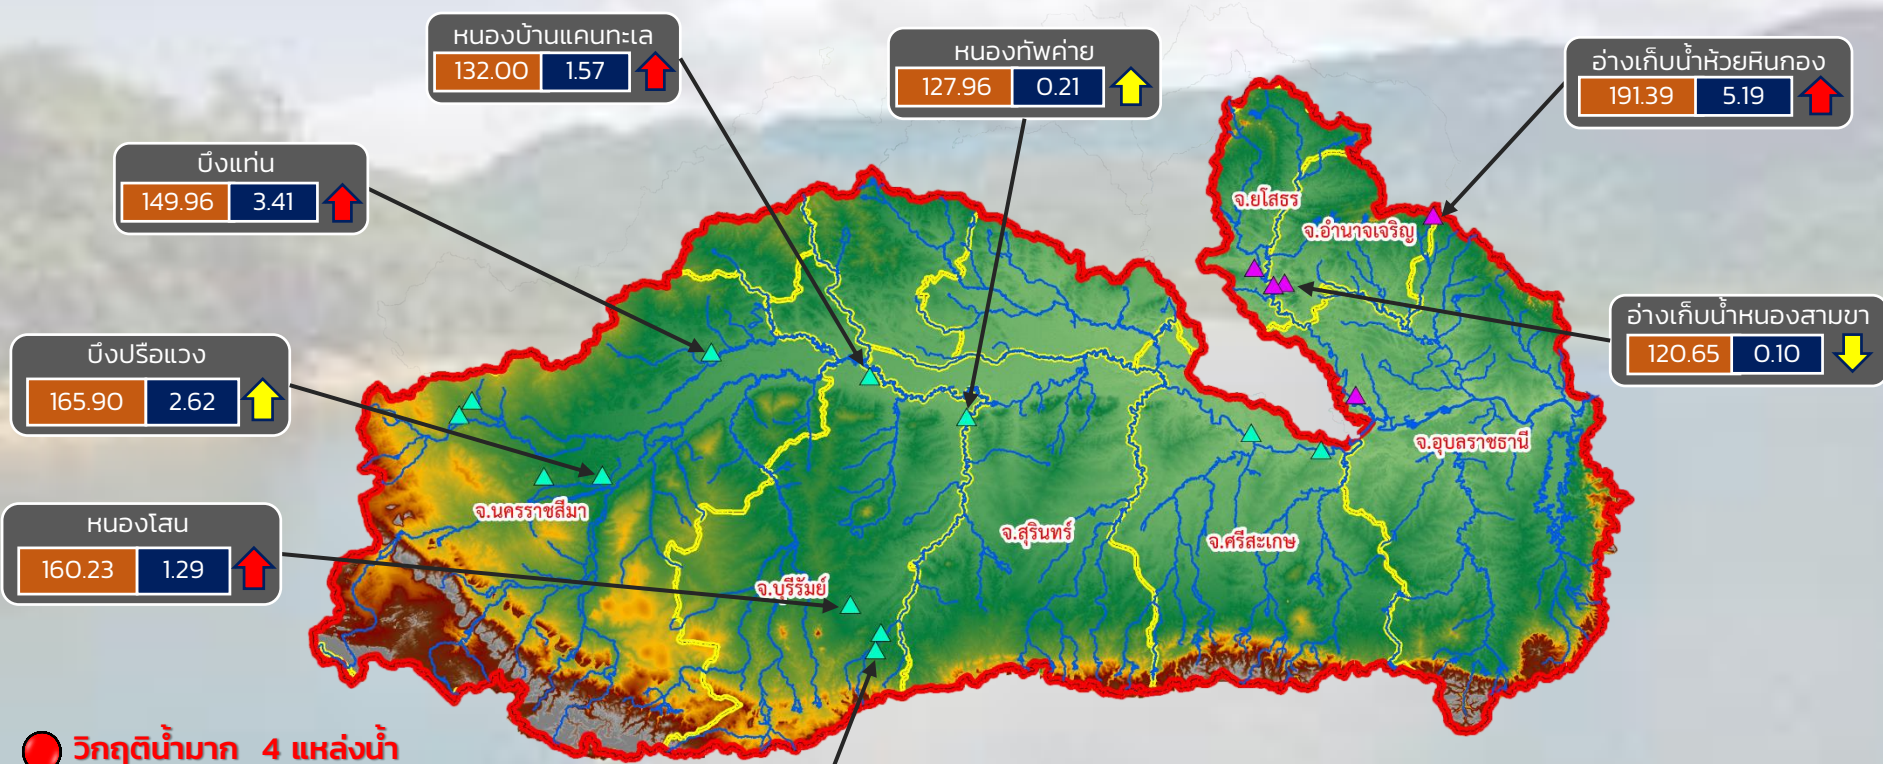 หนองบ้านแคนทะเล
132.00 1.57
หนองทัพค่าย
127.96 0.21
อ่างเก็บน้ำห้วยหินกอง
191.39 5.19
บึงแท่น
149.96 3.41
จ.ยโสธร
จ.อำนาจเจริญ
อ่างเก็บน้ำหนองสามขา
120.65 0.10
บึงปรือแวง
165.90 2.62
จ.อุบลราชธานี
จ.นครราชสีมา
จ.สุรินทร์
จ.ศรีสะเกษ
หนองโสน
160.23 1.29
จ.บุรีรัมย์
วิกฤติน้ำมาก 4 แหล่งน้ำ